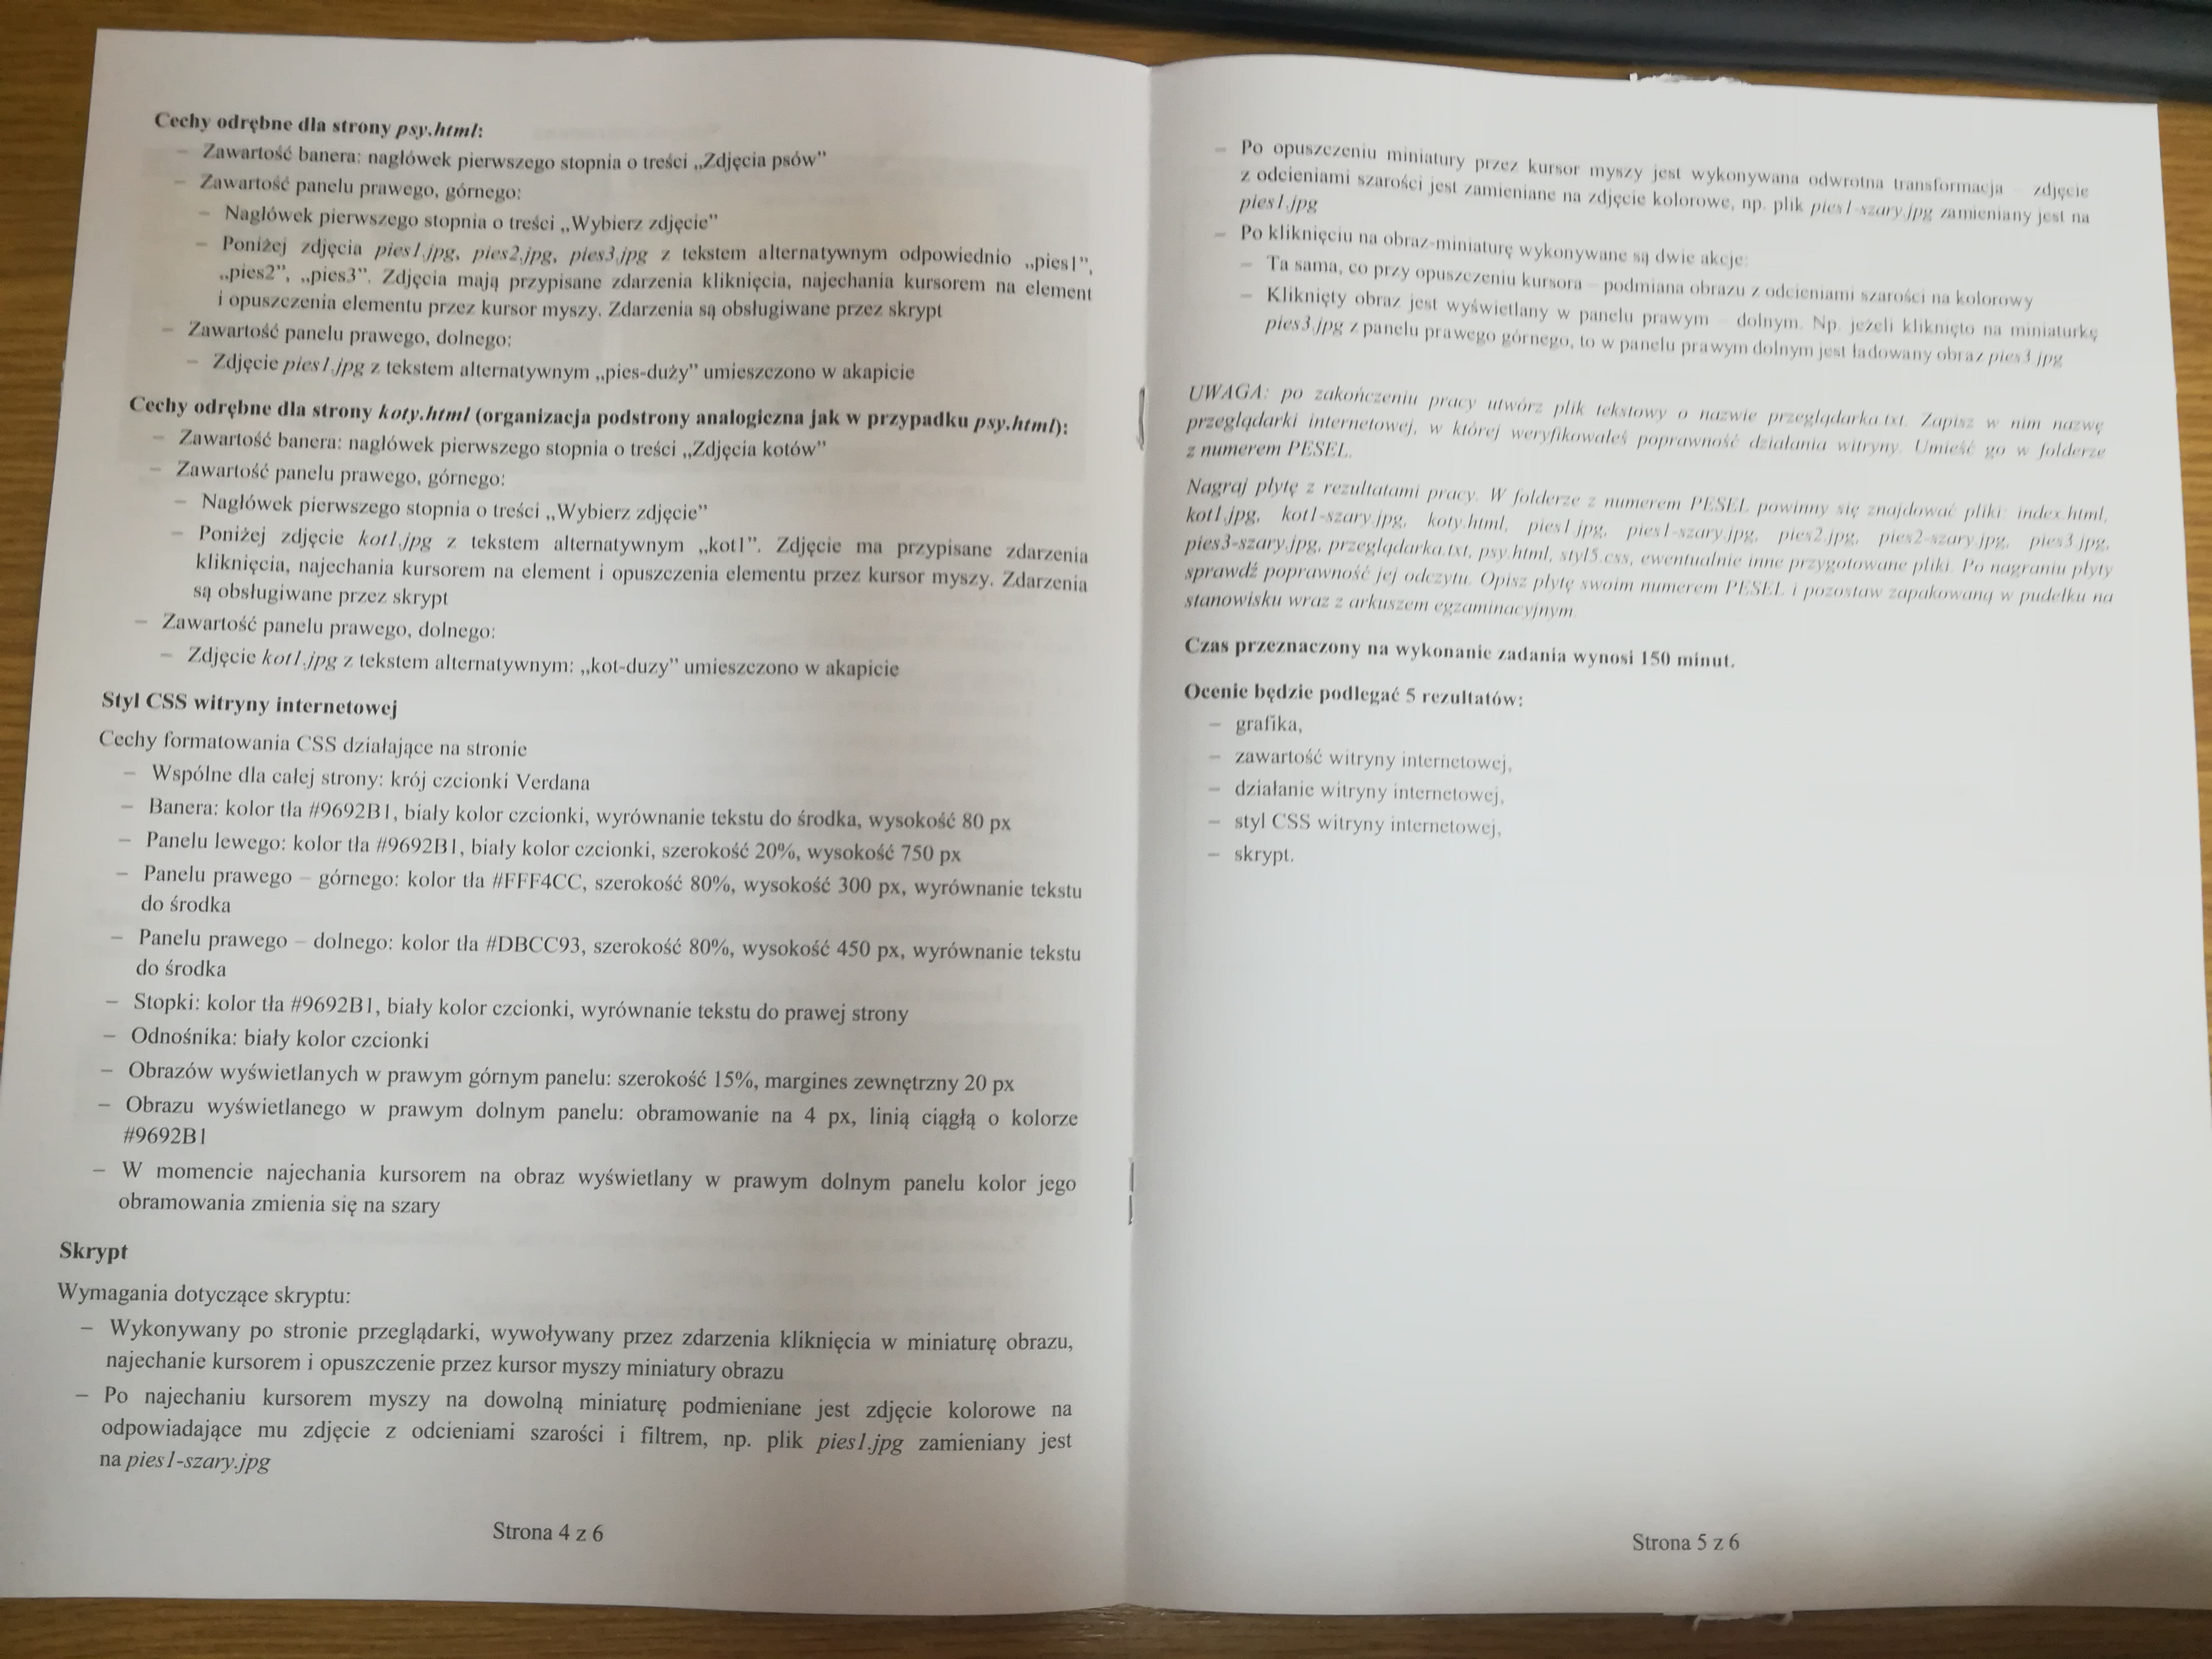 Cechy odrębne dla strony psy.html:
– Zawartość banera: nagłówek pierwszego stopnia o treści „Zdjęcia psów”
– Zawartość panelu prawego, górnego:
– Nagłówek pierwszego stopnia o treści „Wybierz zdjęcie”
– Poniżej zdjęcia pies1.jpg, pies2.jpg, pies3.jpg z tekstem alternatywnym odpowiednio „pies1”,
„pies2”, „pies3”. Zdjęcia mają przypisane zdarzenia kliknięcia, najechania kursorem na element
i opuszczenia elementu przez kursor myszy. Zdarzenia są obsługiwane przez skrypt
– Zawartość panelu prawego, dolnego:
– Zdjęcie pies1.jpg z tekstem alternatywnym „pies-duży” umieszczono w akapicie
Cechy odrębne dla strony koty.html (organizacja podstrony analogiczna jak w przypadku psy.html):
– Zawartość banera: nagłówek pierwszego stopnia o treści „Zdjęcia kotów”
– Zawartość panelu prawego, górnego:
– Nagłówek pierwszego stopnia o treści „Wybierz zdjęcie”
– Poniżej zdjęcie kot1.jpg z tekstem alternatywnym „kot1”. Zdjęcie ma przypisane zdarzenia
kliknięcia, najechania kursorem na element i opuszczenia elementu przez kursor myszy. Zdarzenia
są obsługiwane przez skrypt
– Zawartość panelu prawego, dolnego:
– Zdjęcie kot1.jpg z tekstem alternatywnym: „kot-duzy” umieszczono w akapicie
Styl CSS witryny internetowej
Cechy formatowania CSS działające na stronie
– Wspólne dla całej strony: krój czcionki Verdana
– Banera: kolor tła #9692B1, biały kolor czcionki, wyrównanie tekstu do środka, wysokość 80 px
– Panelu lewego: kolor tła #9692B1, biały kolor czcionki, szerokość 20%, wysokość 750 px
– Panelu prawego – górnego: kolor tła #FFF4CC, szerokość 80%, wysokość 300 px, wyrównanie tekstu
do środka
– Panelu prawego – dolnego: kolor tła #DBCC93, szerokość 80%, wysokość 450 px, wyrównanie tekstu
do środka
– Stopki: kolor tła #9692B1, biały kolor czcionki, wyrównanie tekstu do prawej strony
– Odnośnika: biały kolor czcionki
– Obrazów wyświetlanych w prawym górnym panelu: szerokość 15%, margines zewnętrzny 20 px
– Obrazu wyświetlanego w prawym dolnym panelu: obramowanie na 4 px, linią ciągłą o kolorze
#9692B1
– W momencie najechania kursorem na obraz wyświetlany w prawym dolnym panelu kolor jego
obramowania zmienia się na szary
Skrypt
Wymagania dotyczące skryptu:
– Wykonywany po stronie przeglądarki, wywoływany przez zdarzenia kliknięcia w miniaturę obrazu,
najechanie kursorem i opuszczenie przez kursor myszy miniatury obrazu
– Po najechaniu kursorem myszy na dowolną miniaturę podmieniane jest zdjęcie kolorowe na
odpowiadające mu zdjęcie z odcieniami szarości i filtrem, np. plik pies1.jpg zamieniany jest
na pies1-szary.jpg
Strona 4 z 6
– Po opuszczeniu miniatury przez kursor myszy jest wykonywana odwrotna transformacja – zdjęcie
z odcieniami szarości jest zamieniane na zdjęcie kolorowe, np. plik pies1-szary.jpg zamieniany jest na
pies1.jpg
– Po kliknięciu na obraz-miniaturę wykonywane są dwie akcje:
– Ta sama, co przy opuszczeniu kursora – podmiana obrazu z odcieniami szarości na kolorowy
– Kliknięty obraz jest wyświetlany w panelu prawym – dolnym. Np. jeżeli kliknięto na miniaturkę
pies3.jpg z panelu prawego górnego, to w panelu prawym dolnym jest ładowany obraz pies3.jpg
UWAGA: po zakończeniu pracy utwórz plik tekstowy o nazwie przeglądarka.txt. Zapisz w nim nazwę
przeglądarki internetowej, w której weryfikowałeś poprawność działania witryny. Umieść go w folderze
z numerem PESEL.
Nagraj płytę z rezultatami pracy. W folderze z numerem PESEL powinny się znajdować pliki: index.html,
kot1.jpg, kot1-szary.jpg, koty.html, pies1.jpg, pies1-szary.jpg, pies2.jpg, pies2-szary.jpg, pies3.jpg,
pies3-szary.jpg, przeglądarka.txt, psy.html, styl5.css, ewentualnie inne przygotowane pliki. Po nagraniu płyty
sprawdź poprawność jej odczytu. Opisz płytę swoim numerem PESEL i pozostaw zapakowaną w pudełku na
stanowisku wraz z arkuszem egzaminacyjnym.
Czas przeznaczony na wykonanie zadania wynosi 150 minut.
Ocenie będzie podlegać 5 rezultatów:
– grafika,
– zawartość witryny internetowej,
– działanie witryny internetowej,
– styl CSS witryny internetowej,
– skrypt.
Strona 5 z 6